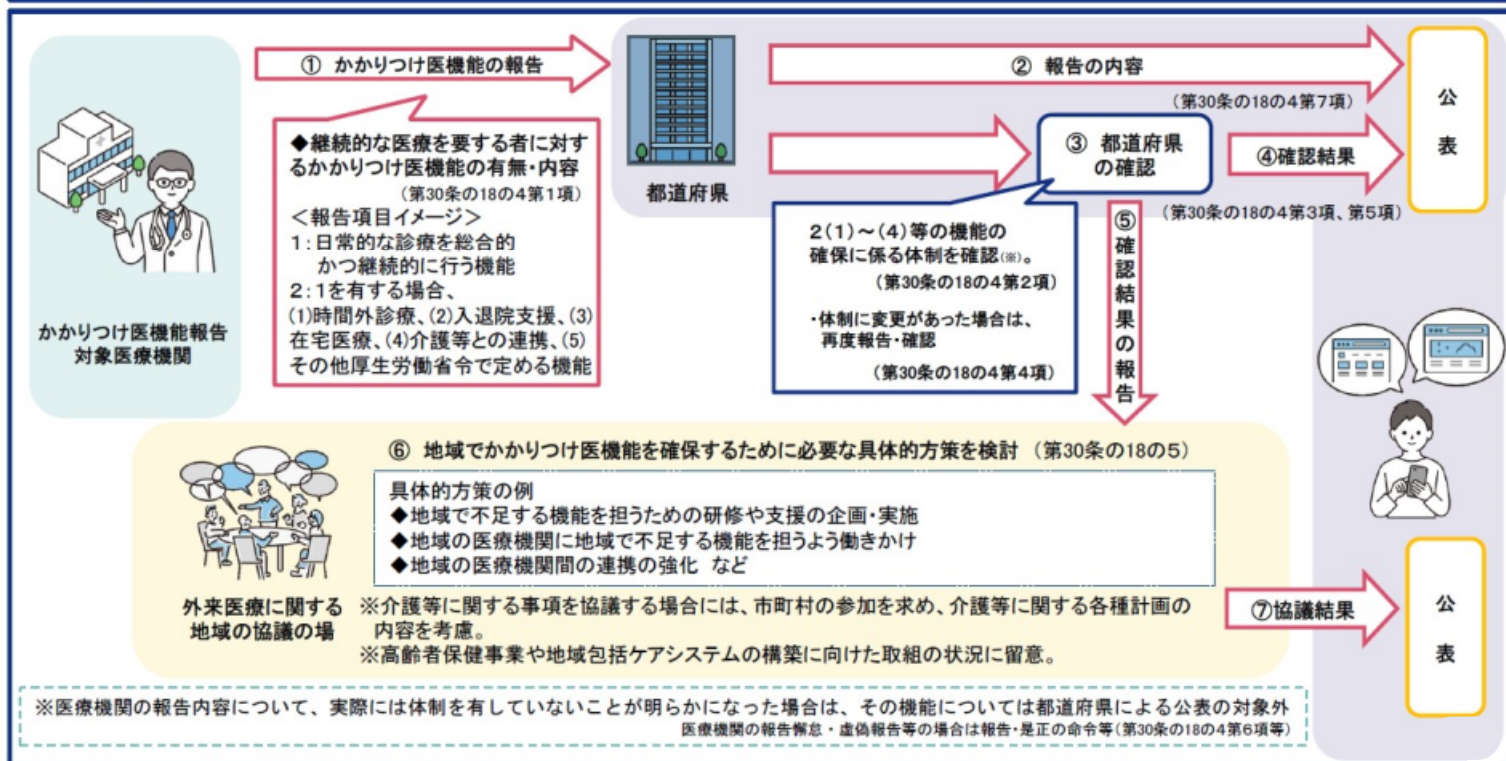 ① かかりつけ医機能の報告
◆継続的な医療を要する者に対す
るかかりつけ医機能の有無・内容
(第30条の18の4第1項)
＜報告項目イメージ＞
1：日常的な診療を総合的
かつ継続的に行う機能
2：1を有する場合、
(1)時間外診療、(2)入退院支援、(3)
在宅医療、(4)介護等との連携、(5)
その他厚生労働省令で定める機能
かかりつけ医機能報告
対象医療機関
都道府県
② 報告の内容
(第30条の18の4第7項)
③ 都道府県
の確認
④確認結果
(第30条の18の4第3項、第5項)
公
表
2(1)～(4)等の機能の
確保に係る体制を確認(※)。
(第30条の18の4第2項)
・体制に変更があった場合は、
再度報告・確認
(第30条の18の4第4項)
⑤確認結果の報告
⑥ 地域でかかりつけ医機能を確保するために必要な具体的方策を検討 (第30条の18の5)
具体的方策の例
◆地域で不足する機能を担うための研修や支援の企画・実施
◆地域の医療機関に地域で不足する機能を担うよう働きかけ
◆地域の医療機関間の連携の強化 など
外来医療に関する
地域の協議の場
※介護等に関する事項を協議する場合には、市町村の参加を求め、介護等に関する各種計画の
内容を考慮。
※高齢者保健事業や地域包括ケアシステムの構築に向けた取組の状況に留意。
⑦協議結果
公
表
※医療機関の報告内容について、実際には体制を有していないことが明らかになった場合は、その機能については都道府県による公表の対象外
医療機関の報告懈怠・虚偽報告等の場合は報告・是正の命令等(第30条の18の4第6項等)